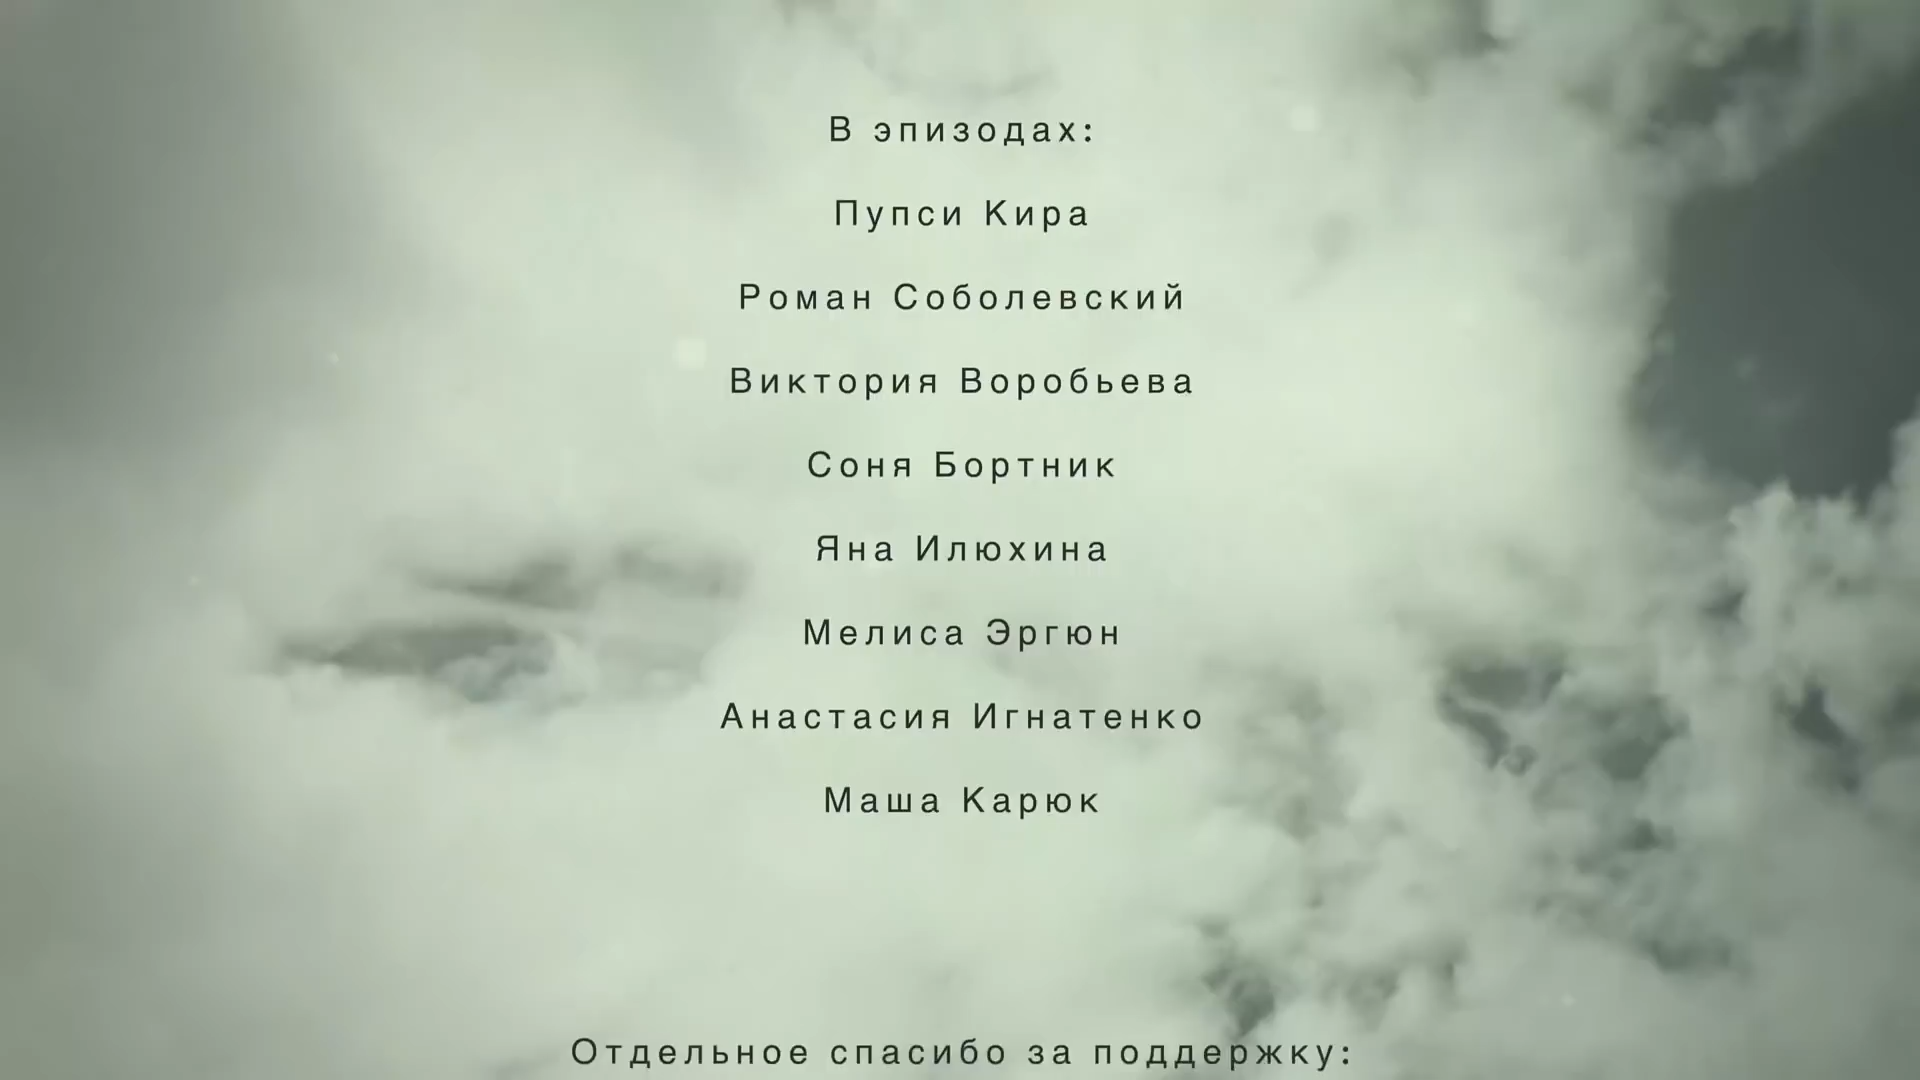 В эпизодах:
Пупси Кира
Роман Соболевский
Виктория Воробьева
Соня Бортник
Яна Илюхина
Мелиса Эргюн
Анастасия Игнатенко
Маша Карюк
Отдельное спасибо за поддержку: